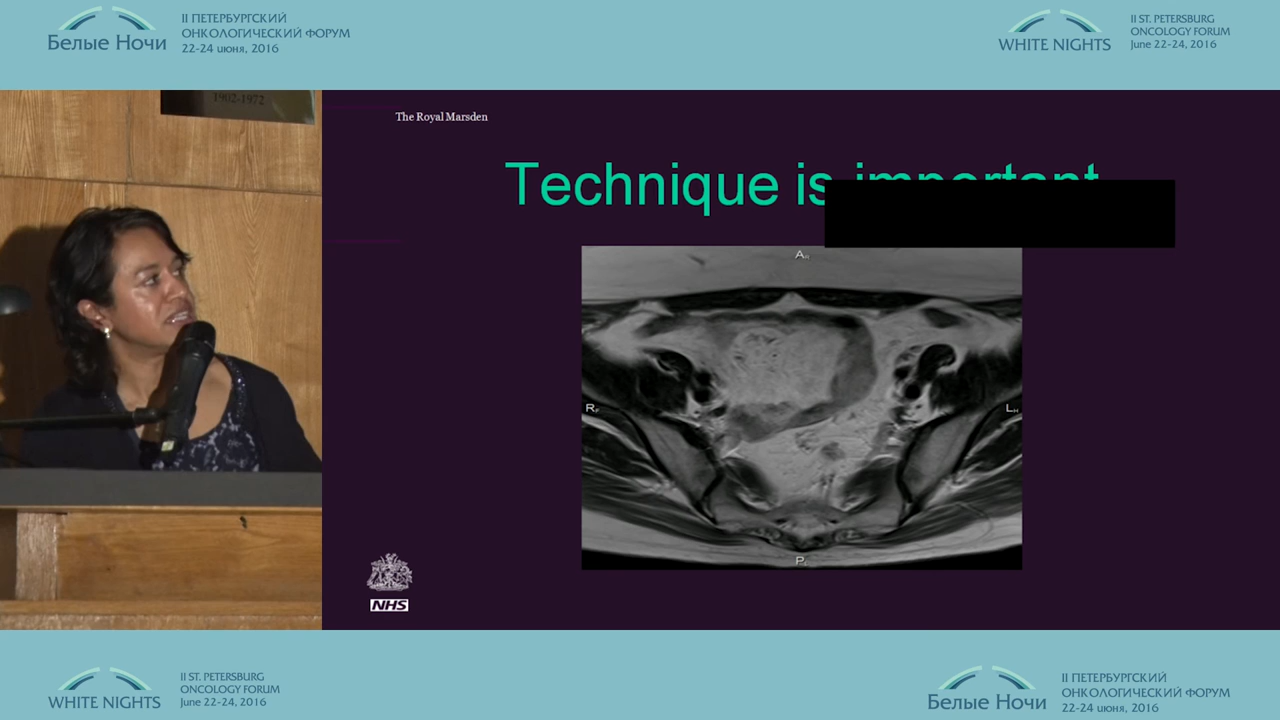 Белые Ночи
II ПЕТЕРБУРГСКИЙ
ОНКОЛОГИЧЕСКИЙ ФОРУМ
22-24 июня, 2016
WHITE NIGHTS
II ST. PETERSBURG
ONCOLOGY FORUM
June 22-24, 2016
1902-1972
The Royal Marsden
Technique is
A
R
L
P
NHS
WHITE NIGHTS
II ST. PETERSBURG
ONCOLOGY FORUM
June 22-24, 2016
Белые Ночи
II ПЕТЕРБУРГСКИЙ
ОНКОЛОГИЧЕСКИЙ ФОРУМ
22-24 июня, 2016